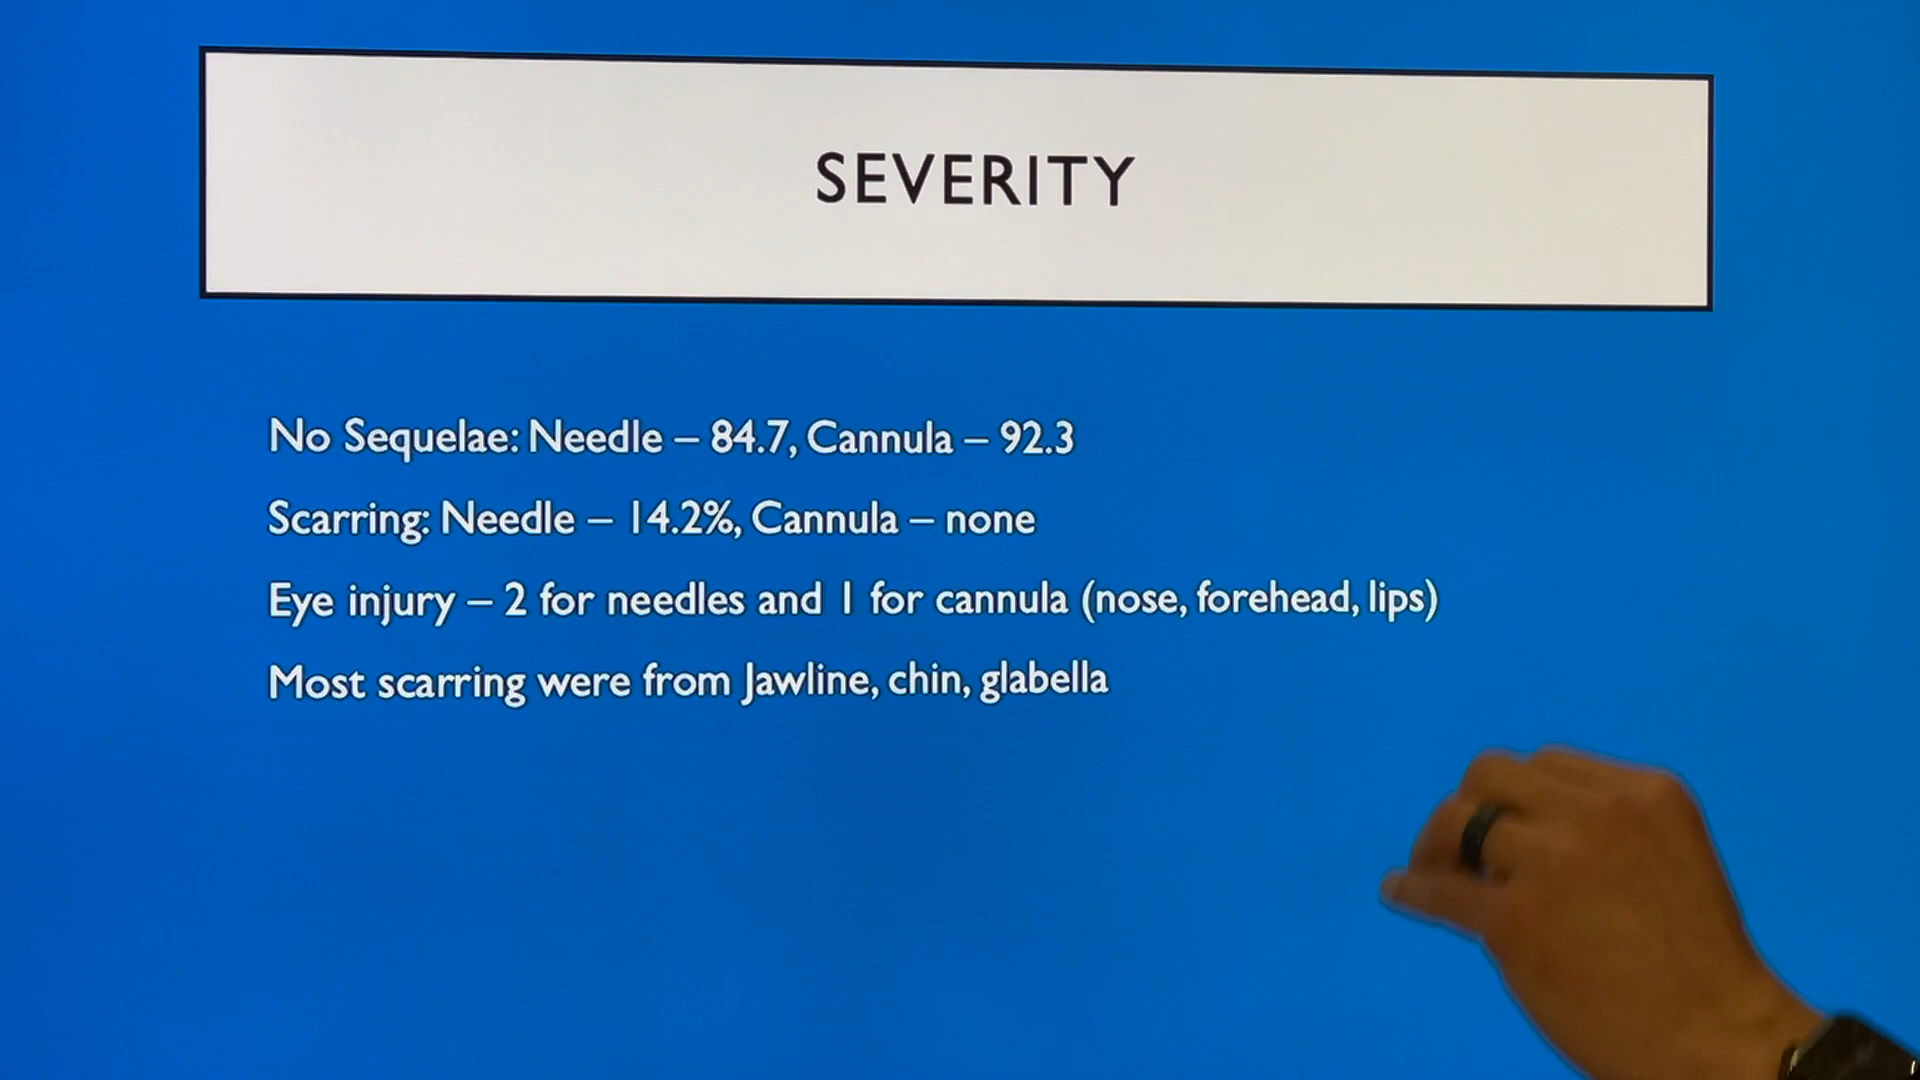 SEVERITY
No Sequelae: Needle – 84.7, Cannula – 92.3
Scarring: Needle – 14.2%, Cannula – none
Eye injury – 2 for needles and 1 for cannula (nose, forehead, lips)
Most scarring were from Jawline, chin, glabella